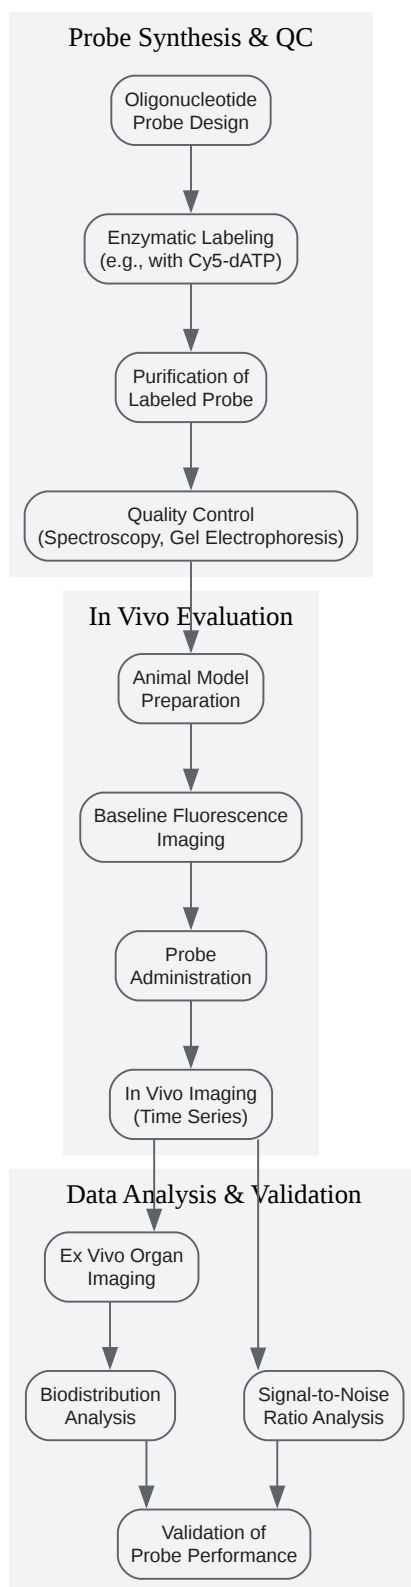 Probe Synthesis & QC
Oligonucleotide
Probe Design
Enzymatic Labeling
(e.g., with Cy5-dATP)
Purification of
Labeled Probe
Quality Control
(Spectroscopy, Gel Electrophoresis)
In Vivo Evaluation
Animal Model
Preparation
Baseline Fluorescence
Imaging
Probe
Administration
In Vivo Imaging
(Time Series)
Data Analysis & Validation
Ex Vivo Organ
Imaging
Biodistribution
Analysis
Signal-to-Noise
Ratio Analysis
Validation of
Probe Performance